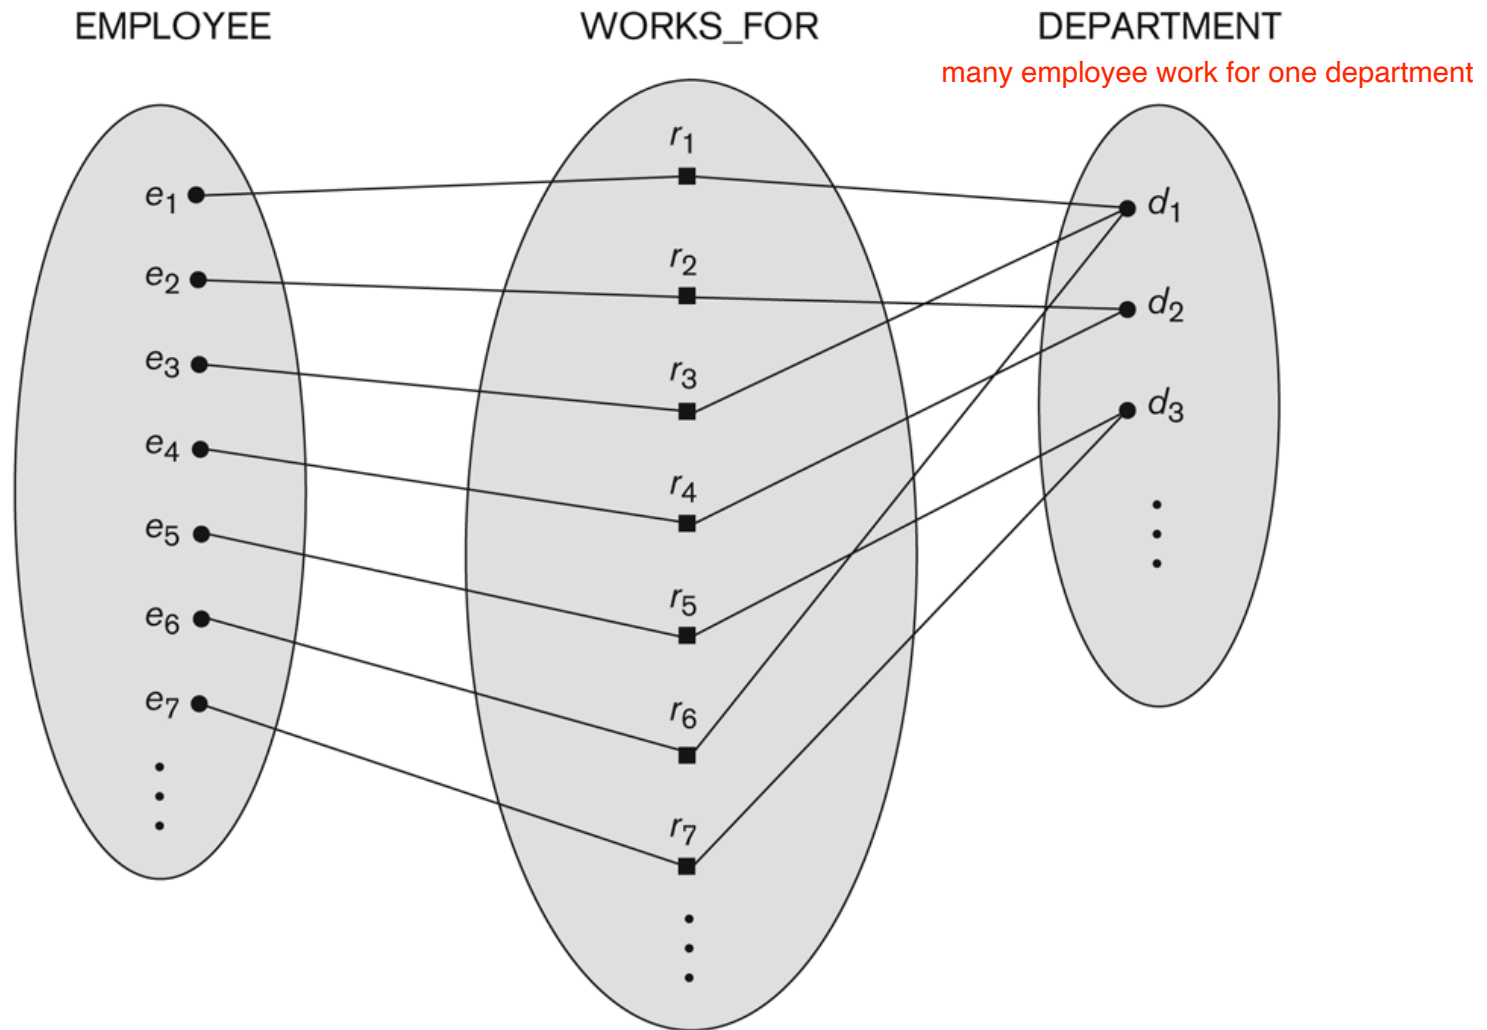 EMPLOYEE WORKS_FOR DEPARTMENT
many employee work for one department
r1
e1
d1
r2
e2
d2
e3
r3
d3
e4
r4
e5
r5
e6
r6
e7
r7